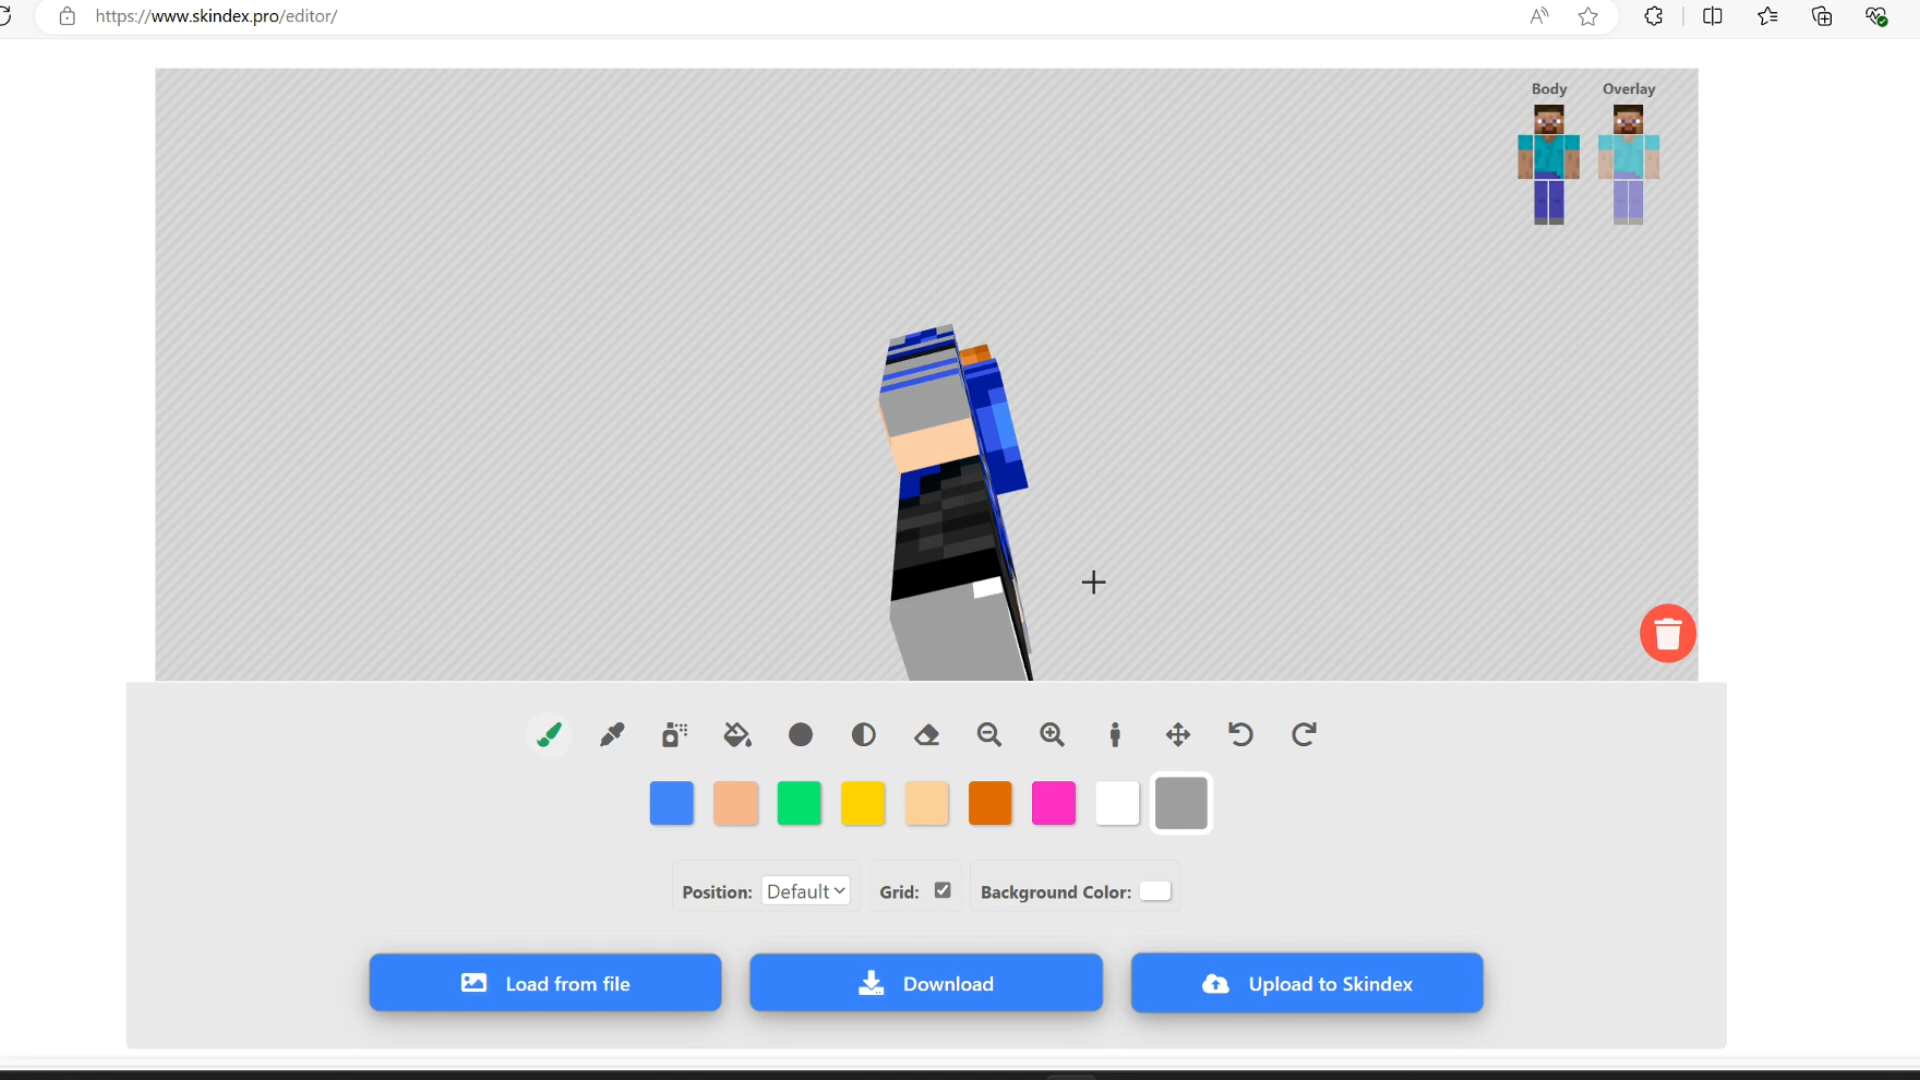 https://www.skindex.pro/editor/
Body Overlay
Position: Default Grid: Background Color:
Load from file
Download
Upload to Skindex